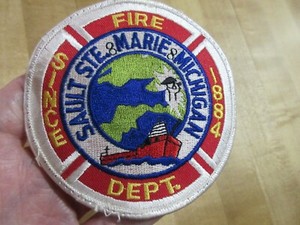 FIRE
SAULT STE. & MARIE & MICHIGAN
SINCE
1884
DEPT.